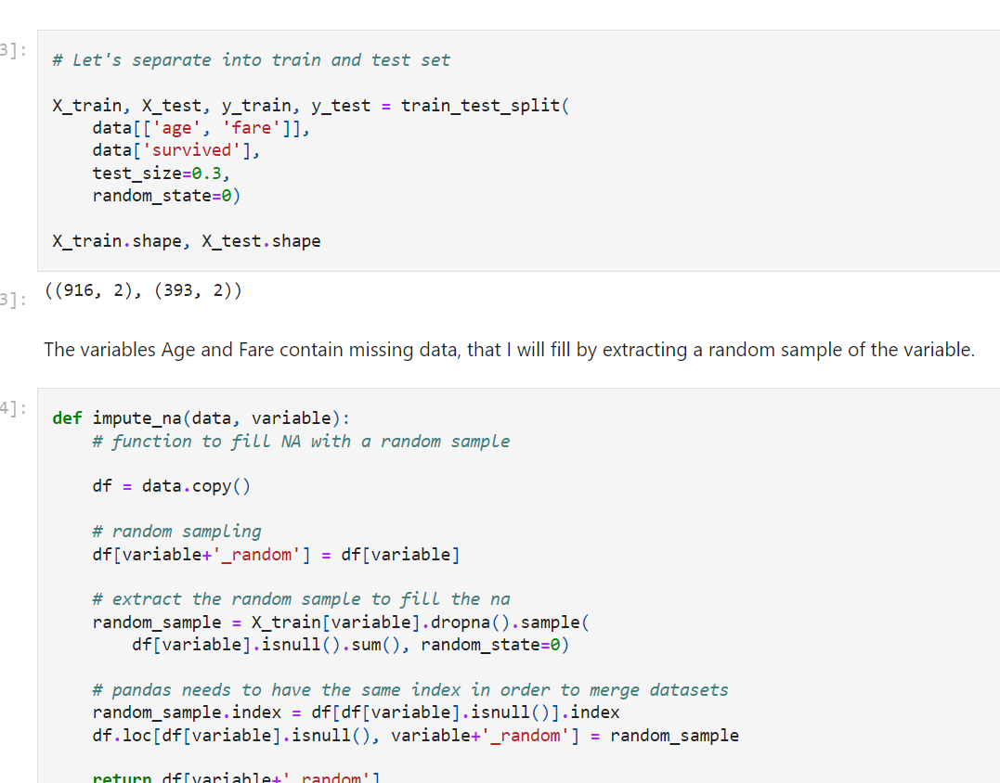 3]:
# Let's separate into train and test set
X_train, X_test, y_train, y_test = train_test_split(
    data[['age', 'fare']],
    data['survived'],
    test_size=0.3,
    random_state=0)
X_train.shape, X_test.shape
3]:
((916, 2), (393, 2))
The variables Age and Fare contain missing data, that I will fill by extracting a random sample of the variable.
4]:
def impute_na(data, variable):
    # function to fill NA with a random sample
    df = data.copy()
    # random sampling
    df[variable+'_random'] = df[variable]
    # extract the random sample to fill the na
    random_sample = X_train[variable].dropna().sample(
        df[variable].isnull().sum(), random_state=0)
    # pandas needs to have the same index in order to merge datasets
    random_sample.index = df[df[variable].isnull()].index
    df.loc[df[variable].isnull(), variable+'_random'] = random_sample
    return df[variable+'_random']